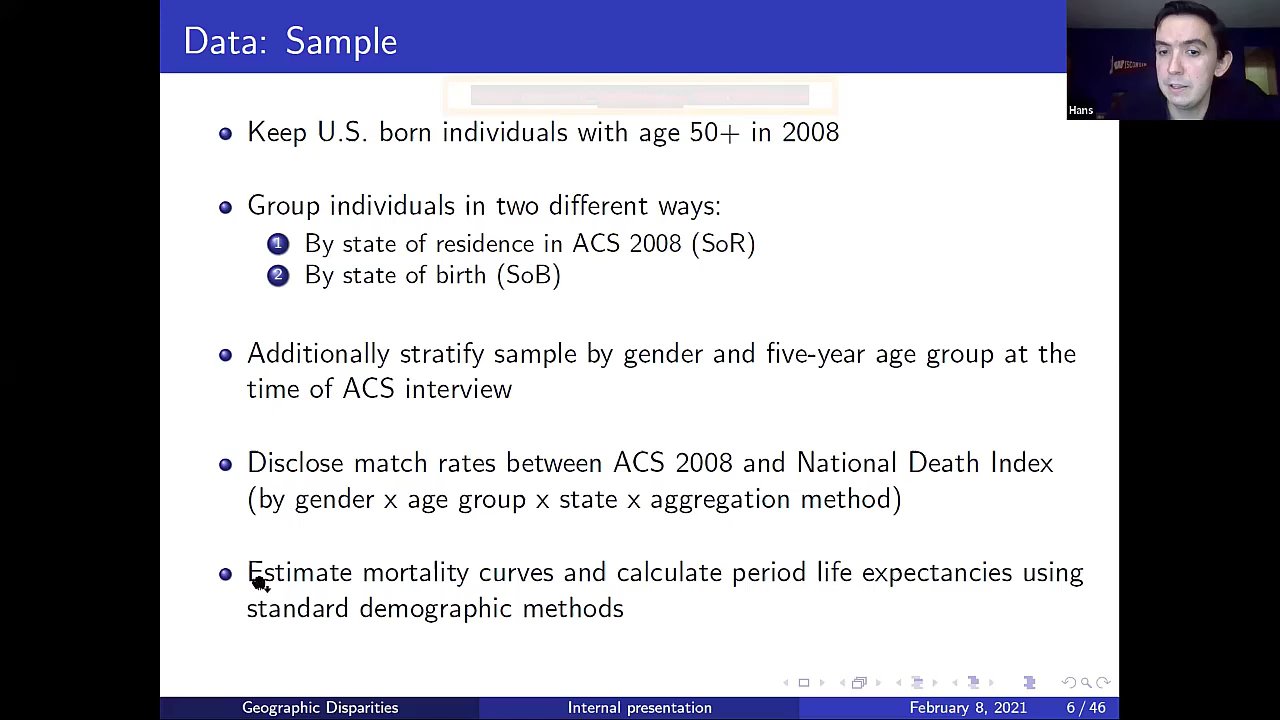 Data: Sample
WISCONSIN
Hans
Keep U.S. born individuals with age 50+ in 2008
Group individuals in two different ways:
1 By state of residence in ACS 2008 (SoR)
2 By state of birth (SoB)
Additionally stratify sample by gender and five-year age group at the
time of ACS interview
Disclose match rates between ACS 2008 and National Death Index
(by gender x age group x state x aggregation method)
Estimate mortality curves and calculate period life expectancies using
standard demographic methods
Geographic Disparities
Internal presentation
February 8, 2021
6 / 46